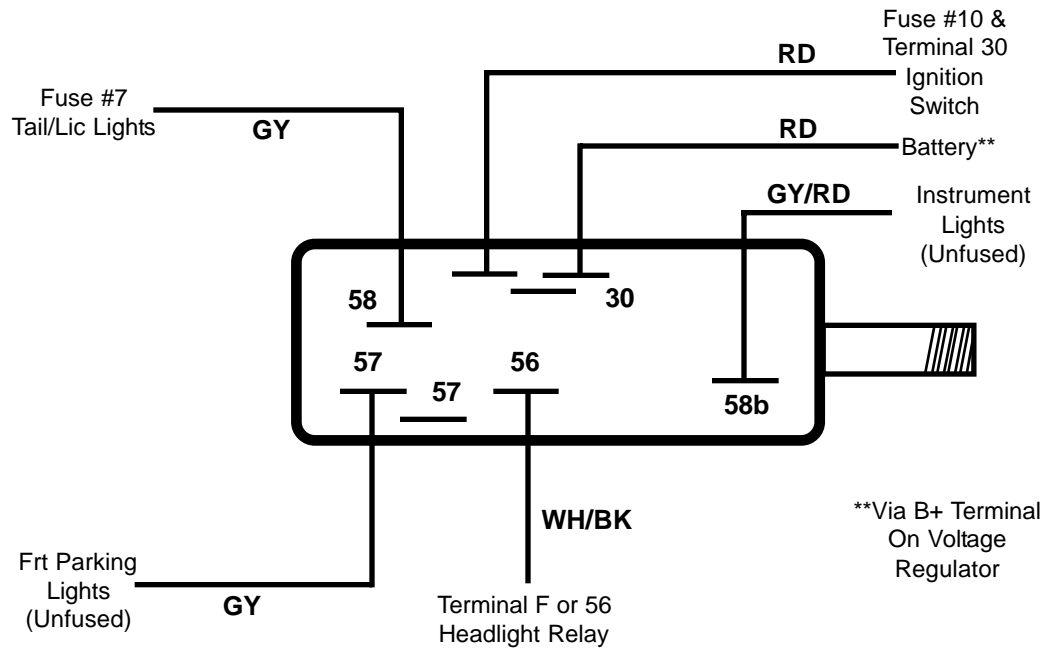 Fuse #10 &
Terminal 30
Ignition
Switch
RD
Fuse #7
Tail/Lic Lights
GY
RD
Battery**
GY/RD
Instrument
Lights
(Unfused)
58
30
57
57
56
58b
WH/BK
**Via B+ Terminal
On Voltage
Regulator
Frt Parking
Lights
(Unfused)
GY
Terminal F or 56
Headlight Relay